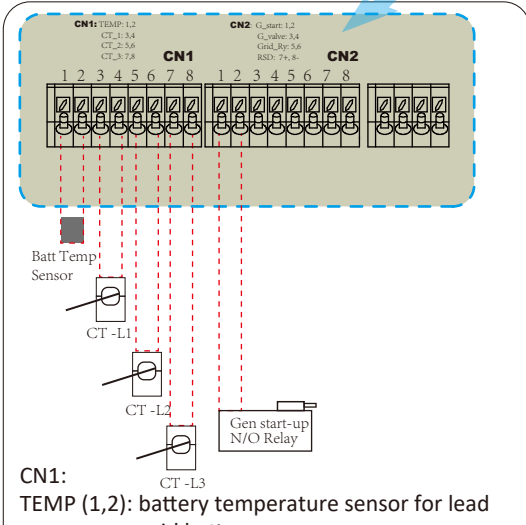 CN1: TEMP: 1,2
CT_1: 3,4
CT_2: 5,6
CT_3: 7,8
CN2: G_start: 1,2
G_valve: 3,4
Grid_Ry: 5,6
RSD: 7+, 8-
CN1
CN2
1 2 3 4 5 6 7 8
1 2 3 4 5 6 7 8
Batt Temp
Sensor
CT -L1
CT -L2
Gen start-up
N/O Relay
CT -L3
CN1:
TEMP (1,2): battery temperature sensor for lead